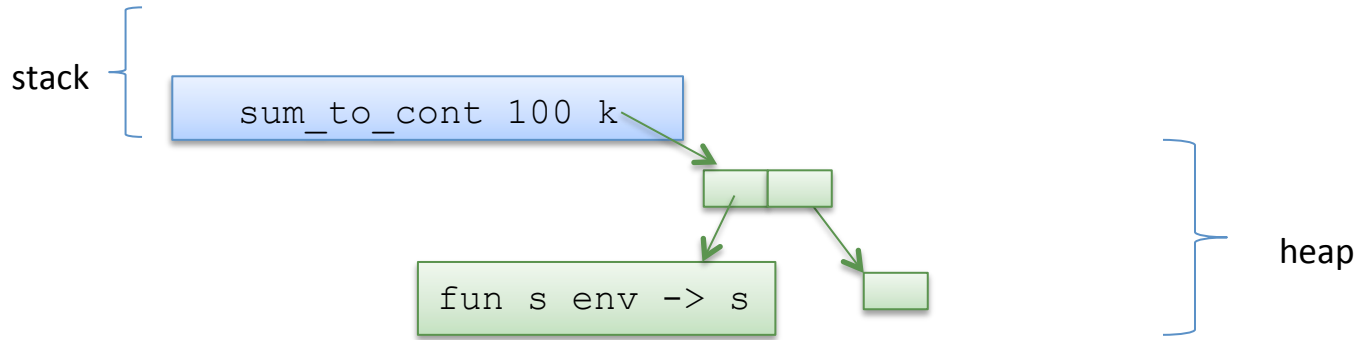 stack
sum_to_cont 100 k
heap
fun s env -> s